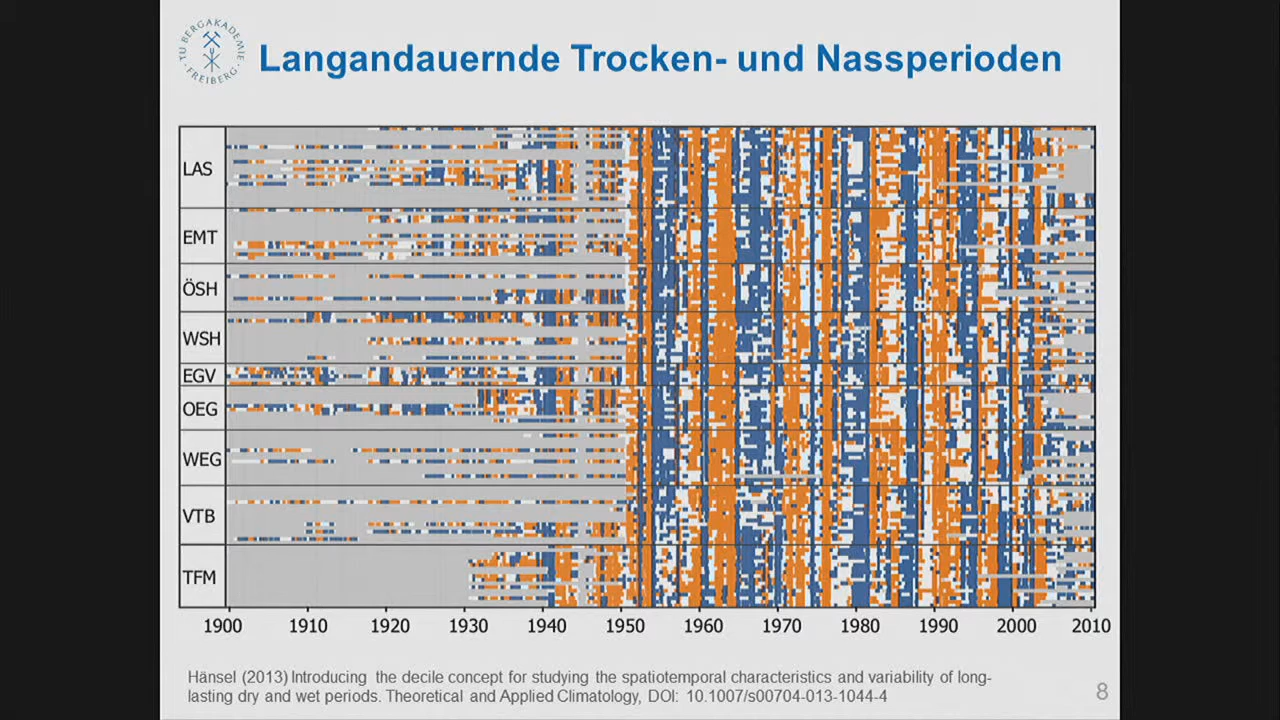 TU BERGAKADEMIE
FREIBERG
Langandauernde Trocken- und Nassperioden
LAS
EMT
ÖSH
WSH
EGV
OEG
WEG
VTB
TFM
1900 1910 1920 1930 1940 1950 1960 1970 1980 1990 2000 2010
Hänsel (2013) Introducing the decile concept for studying the spatiotemporal characteristics and variability of long-
lasting dry and wet periods. Theoretical and Applied Climatology, DOI: 10.1007/s00704-013-1044-4
8